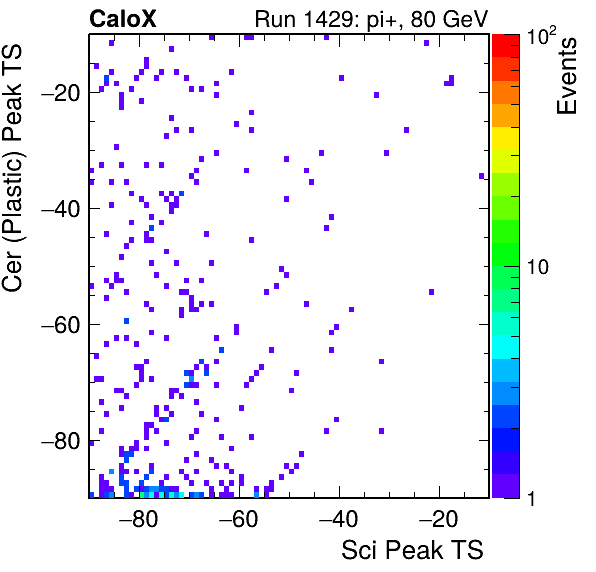 CaloX Run 1429: pi+, 80 GeV
Cer (Plastic) Peak TS
Events
10²
10
1
−20
−40
−60
−80
−80 −60 −40 −20
Sci Peak TS